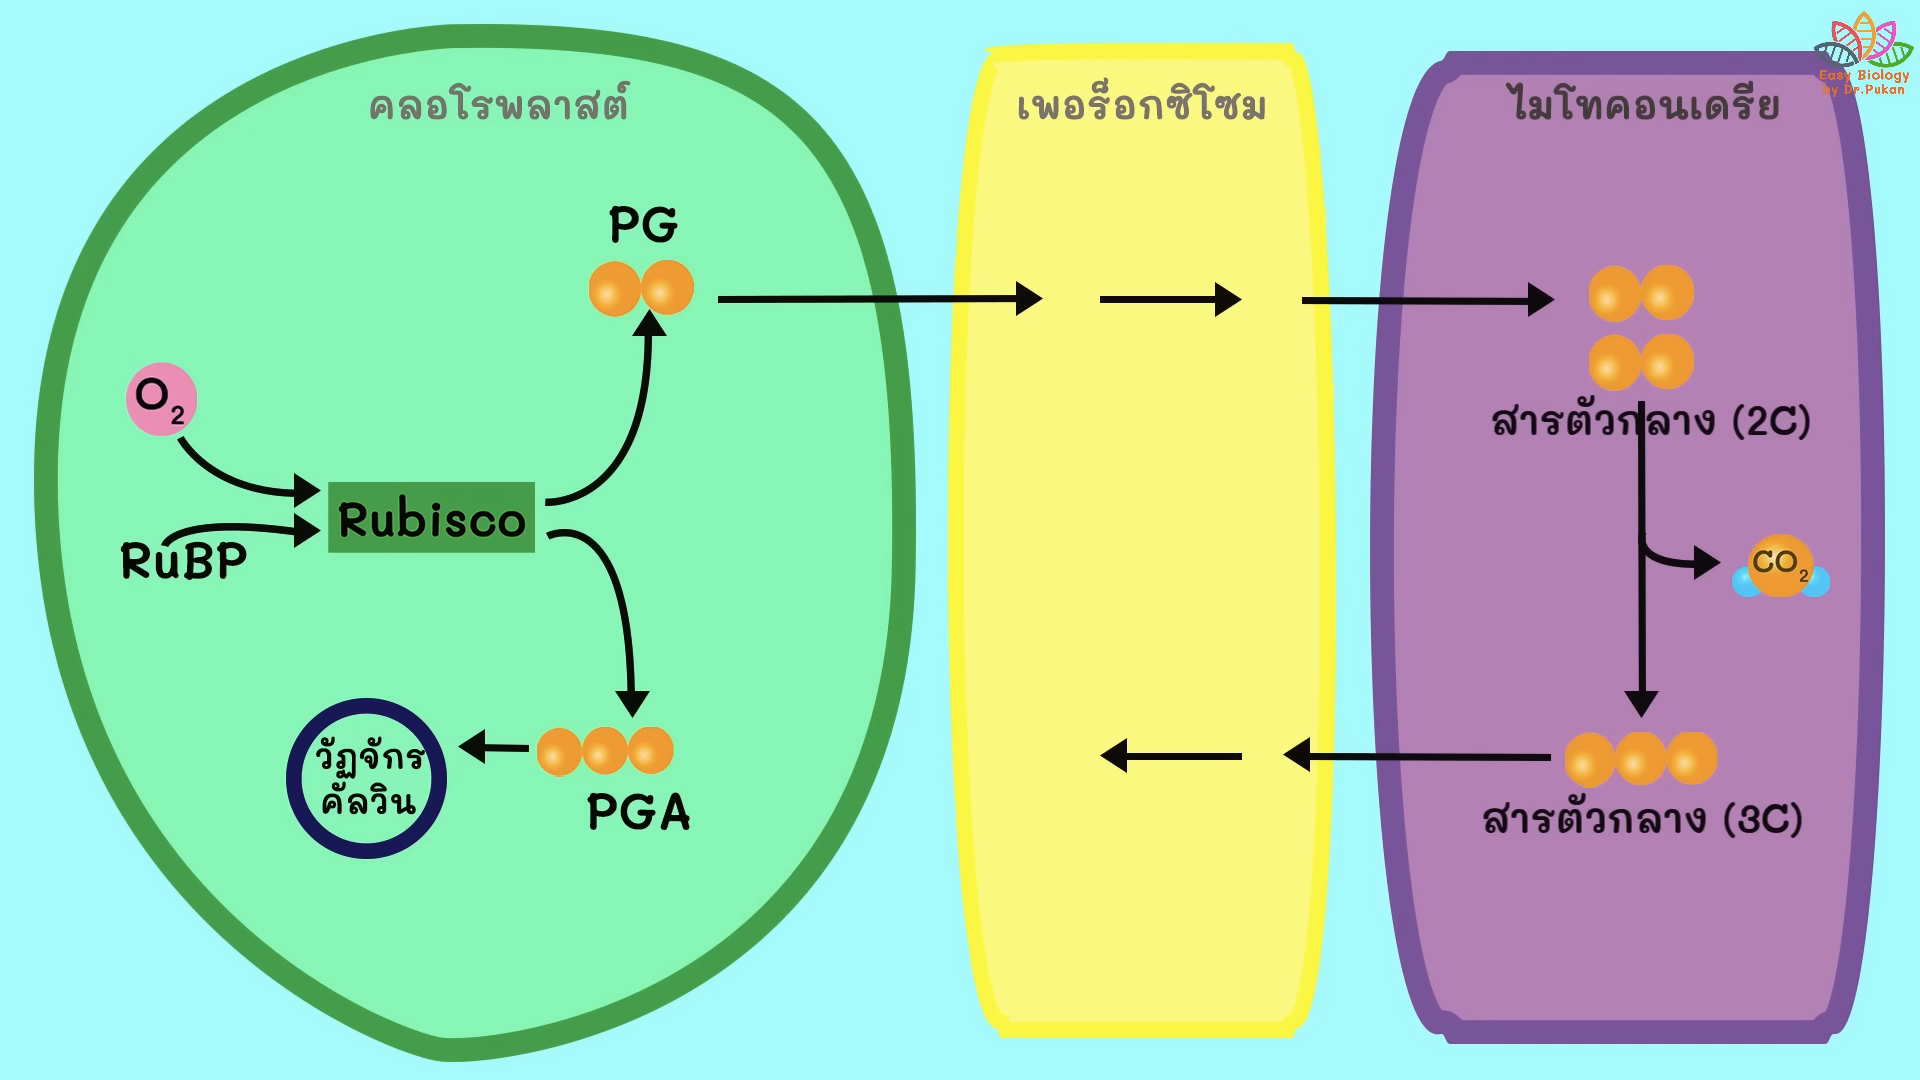 คลอโรพลาสต์
เพอร็อกซิโซม
ไมโทคอนเดรีย
Easy Biology
by Dr.Pukan
PG
O2
สารตัวกลาง (2C)
Rubisco
RuBP
CO2
วัฏจักร
คัลวิน
PGA
สารตัวกลาง (3C)